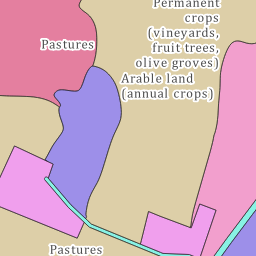 Permanent
crops
(vineyards,
fruit trees,
olive groves)
Pastures
Arable land
(annual crops)
Pastures